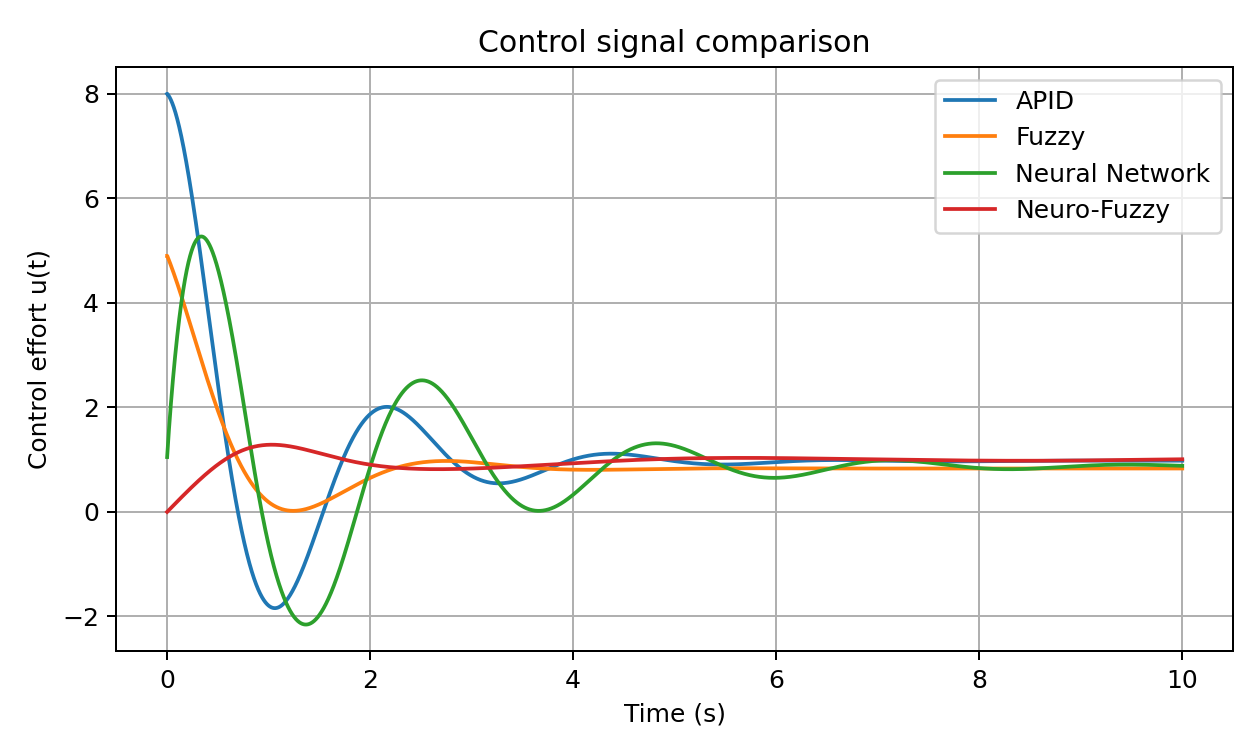 Control signal comparison
Control effort u(t)
8
6
4
2
0
−2
0 2 4 6 8 10
Time (s)
APID
Fuzzy
Neural Network
Neuro-Fuzzy